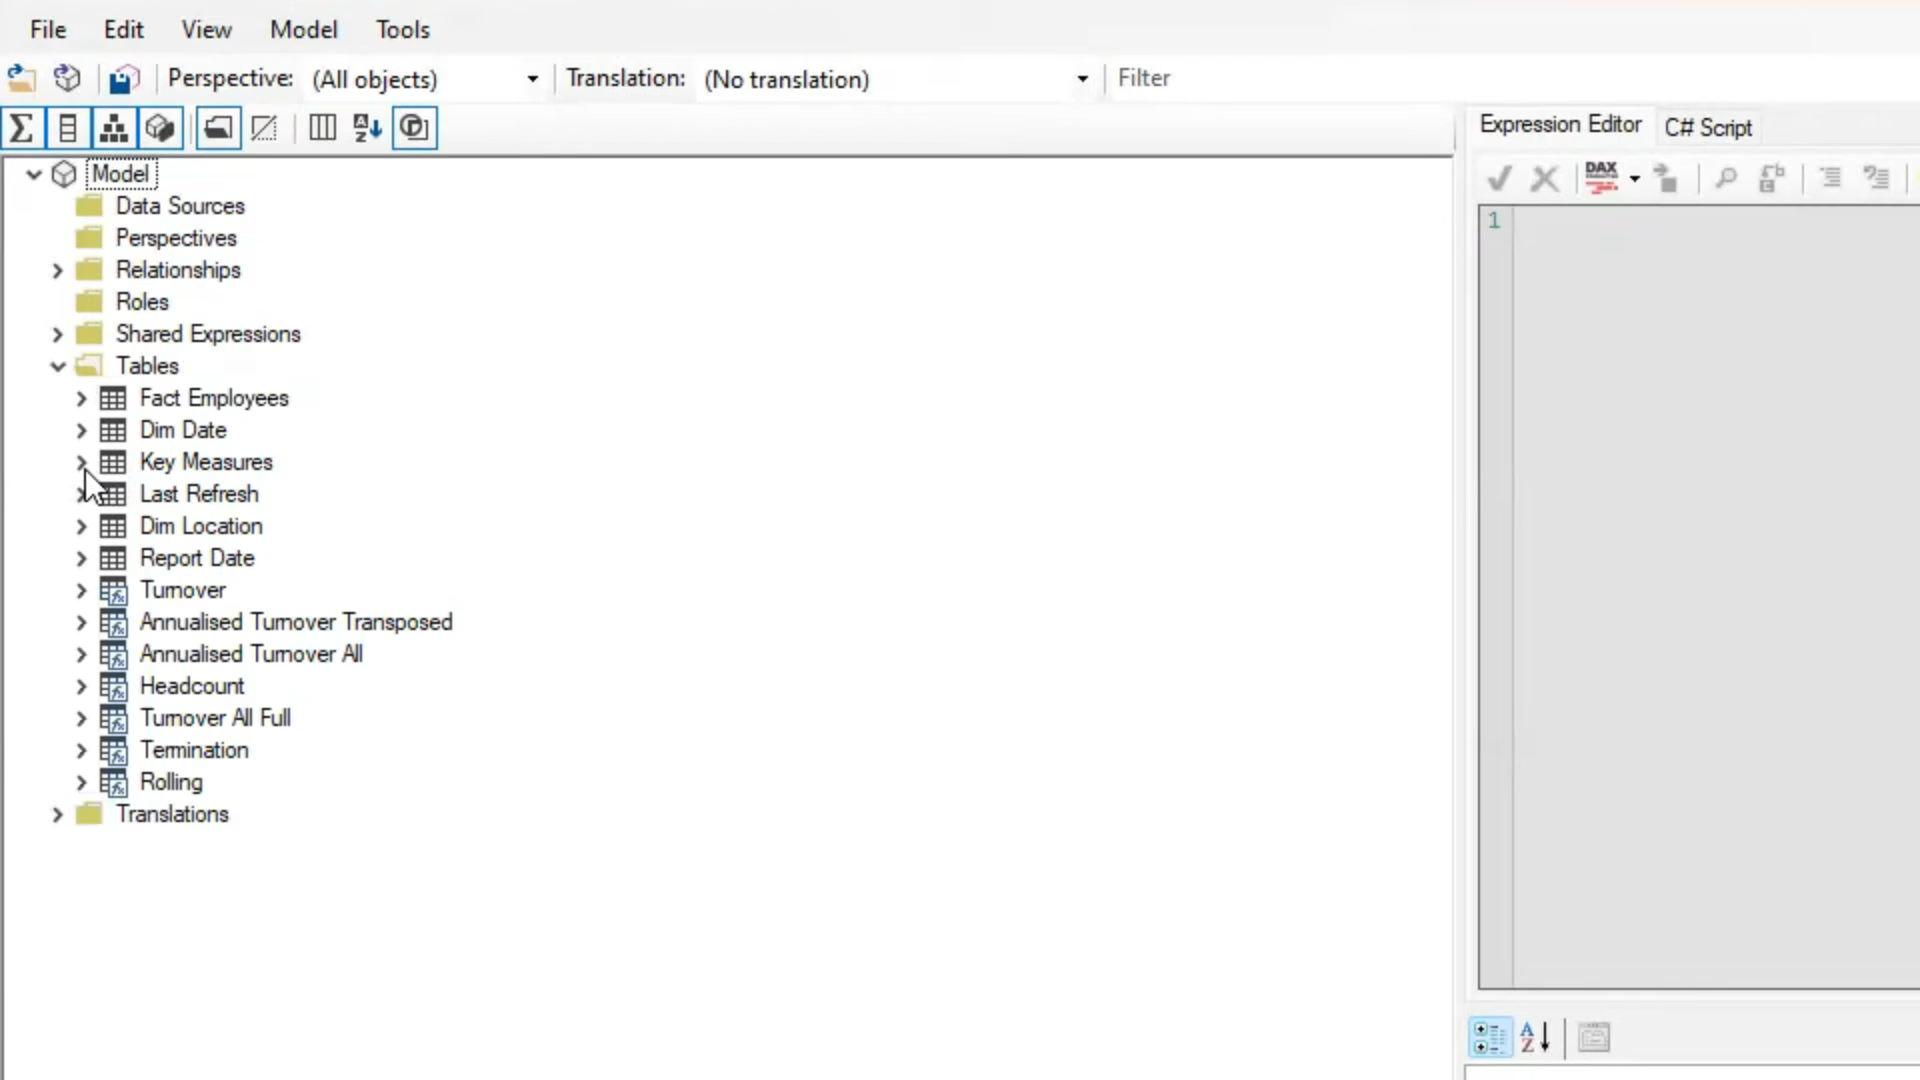 File Edit View Model Tools
Perspective: (All objects) Translation: (No translation) Filter
Expression Editor C# Script
DAX
1
Model
Data Sources
Perspectives
Relationships
Roles
Shared Expressions
Tables
Fact Employees
Dim Date
Key Measures
Last Refresh
Dim Location
Report Date
Turnover
Annualised Turnover Transposed
Annualised Turnover All
Headcount
Turnover All Full
Termination
Rolling
Translations